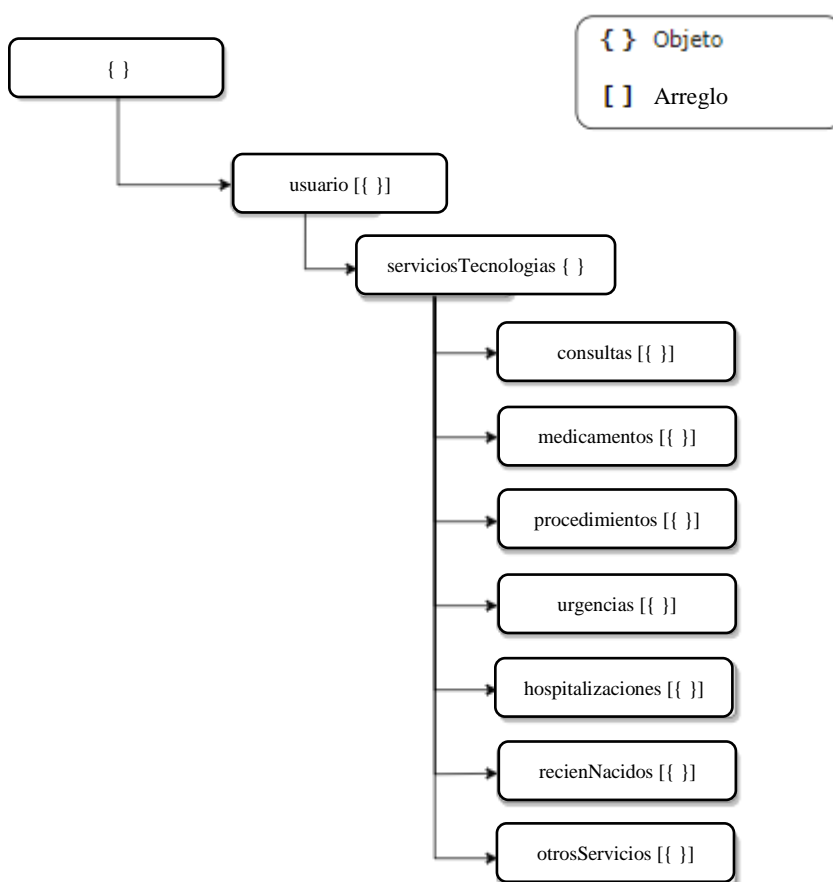 { } Objeto
{ }
[ ] Arreglo
usuario [{ }]
serviciosTecnologias { }
consultas [{ }]
medicamentos [{ }]
procedimientos [{ }]
urgencias [{ }]
hospitalizaciones [{ }]
recienNacidos [{ }]
otrosServicios [{ }]